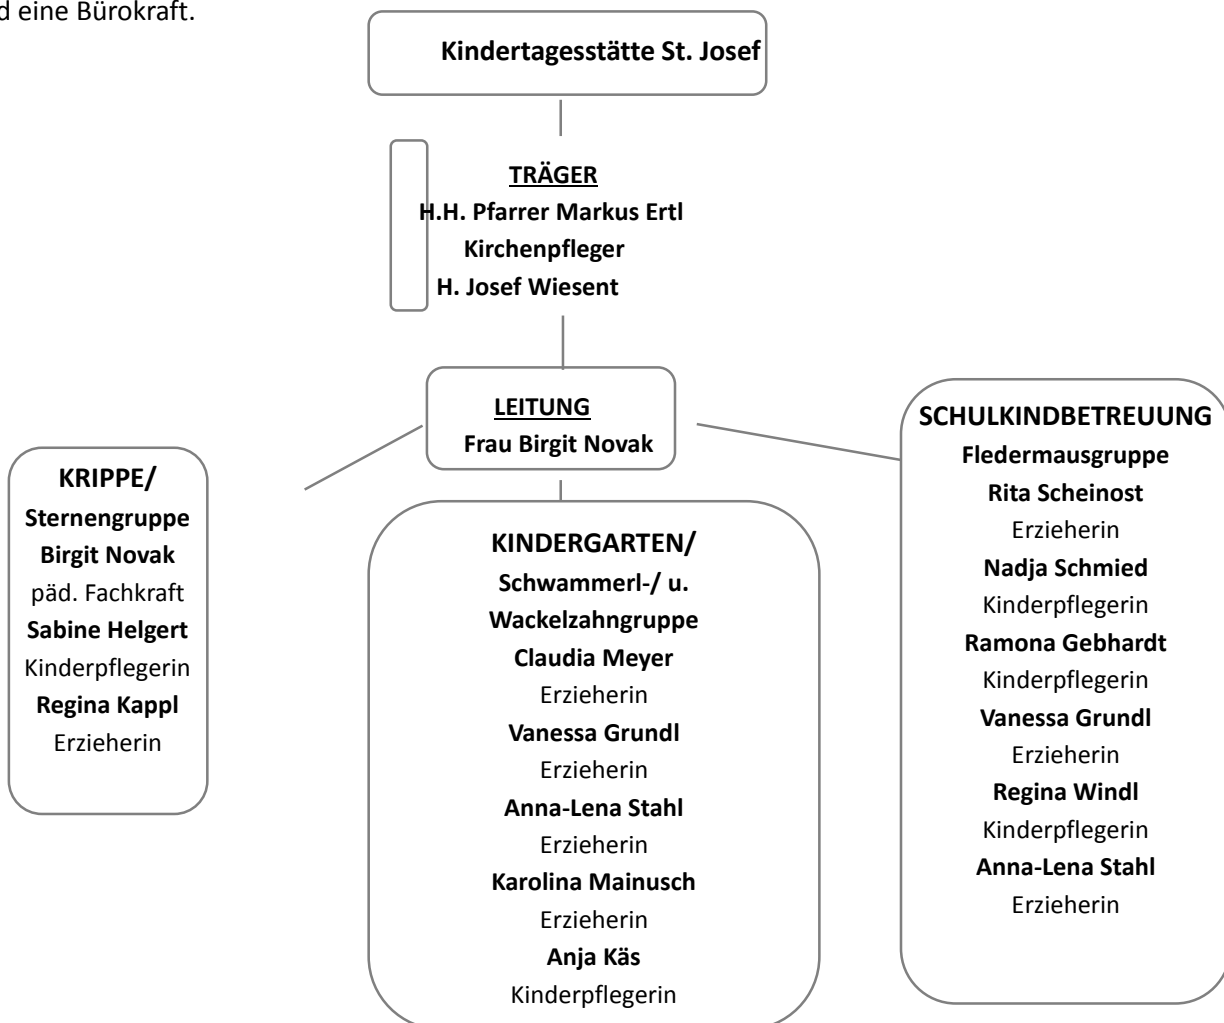 d eine Bürokraft.
Kindertagesstätte St. Josef
TRÄGER
H.H. Pfarrer Markus Ertl
Kirchenpfleger
H. Josef Wiesent
LEITUNG
Frau Birgit Novak
KRIPPE/
Sternengruppe
Birgit Novak
päd. Fachkraft
Sabine Helgert
Kinderpflegerin
Regina Kappl
Erzieherin
KINDERGARTEN/
Schwammerl-/ u.
Wackelzahngruppe
Claudia Meyer
Erzieherin
Vanessa Grundl
Erzieherin
Anna-Lena Stahl
Erzieherin
Karolina Mainusch
Erzieherin
Anja Käs
Kinderpflegerin
SCHULKINDBETREUUNG
Fledermausgruppe
Rita Scheinost
Erzieherin
Nadja Schmied
Kinderpflegerin
Ramona Gebhardt
Kinderpflegerin
Vanessa Grundl
Erzieherin
Regina Windl
Kinderpflegerin
Anna-Lena Stahl
Erzieherin